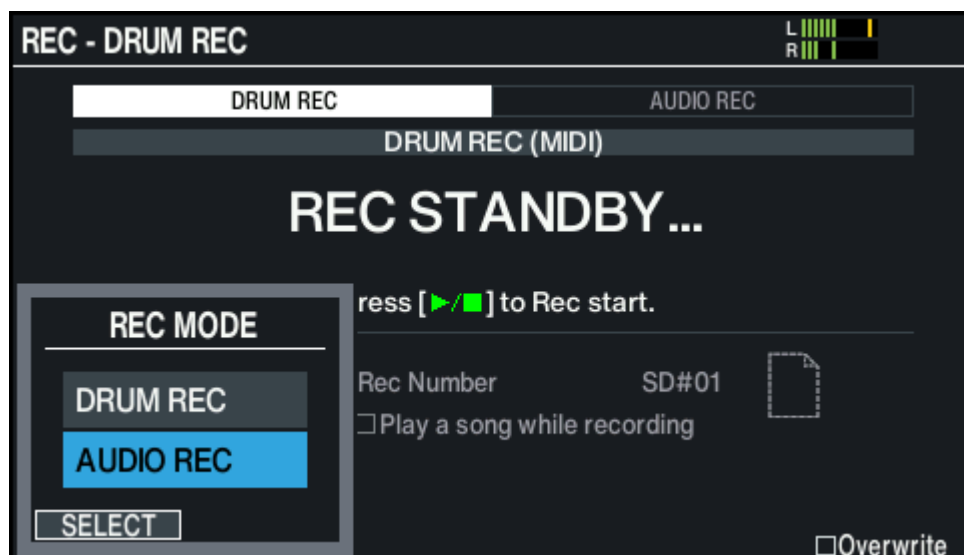 REC - DRUM REC
L
R
DRUM REC AUDIO REC
DRUM REC (MIDI)
REC STANDBY...
ress [▶/■] to Rec start.
REC MODE
DRUM REC
AUDIO REC
SELECT
Rec Number SD#01
☐Play a song while recording
☐Overwrite